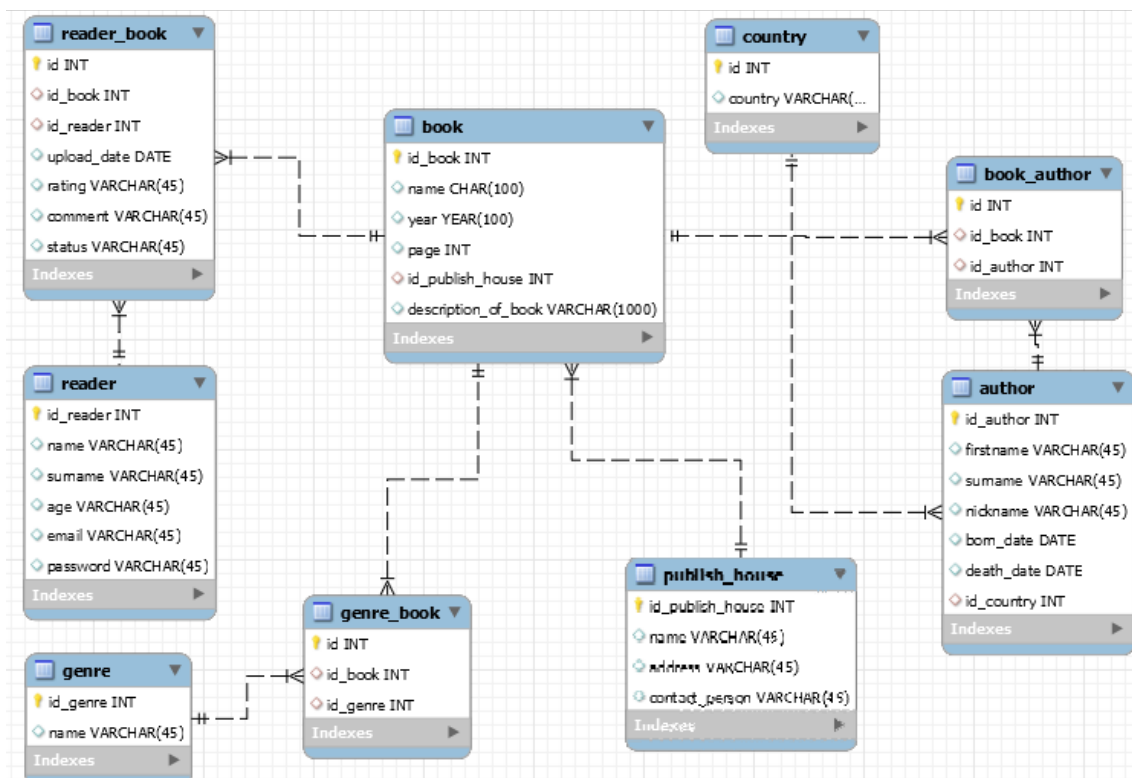 reader_book
id INT
id_book INT
id_reader INT
upload_date DATE
rating VARCHAR(45)
comment VARCHAR(45)
status VARCHAR(45)
Indexes
reader
id_reader INT
name VARCHAR(45)
surname VARCHAR(45)
age VARCHAR(45)
email VARCHAR(45)
password VARCHAR(45)
Indexes
genre
id_genre INT
name VARCHAR(45)
Indexes
book
id_book INT
name CHAR(100)
year YEAR(100)
page INT
id_publish_house INT
description_of_book VARCHAR(1000)
Indexes
genre_book
id INT
id_book INT
id_genre INT
Indexes
country
id INT
country VARCHAR(...
Indexes
publish_house
id_publish_house INT
name VARCHAR(45)
address VARCHAR(45)
contact_person VARCHAR(45)
Indexes
book_author
id INT
id_book INT
id_author INT
Indexes
author
id_author INT
firstname VARCHAR(45)
surname VARCHAR(45)
nickname VARCHAR(45)
born_date DATE
death_date DATE
id_country INT
Indexes